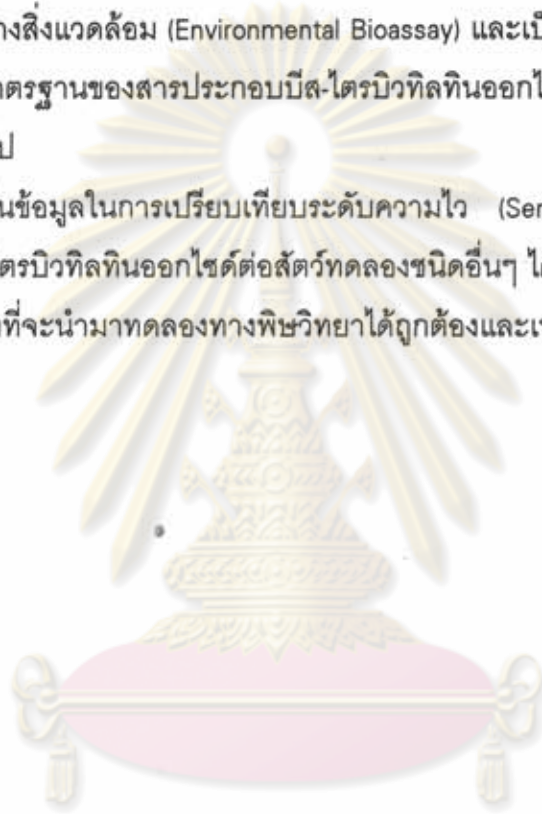 างสิ่งแวดล้อม (Environmental Bioassay) และเป็
าตรฐานของสารประกอบบีส-ไตรบิวทิลทินออกไ
ป
นข้อมูลในการเปรียบเทียบระดับความไว (Ser
ตรบิวทิลทินออกไซด์ต่อสัตว์ทดลองชนิดอื่นๆ ไ
ที่จะนำมาทดลองทางพิษวิทยาได้ถูกต้องและเ